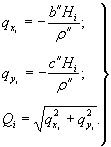 q_{x_i} = -\frac{b'' H_i}{\rho''};
q_{y_i} = -\frac{c'' H_i}{\rho''};
Q_i = \sqrt{q_{x_i}^2 + q_{y_i}^2}.